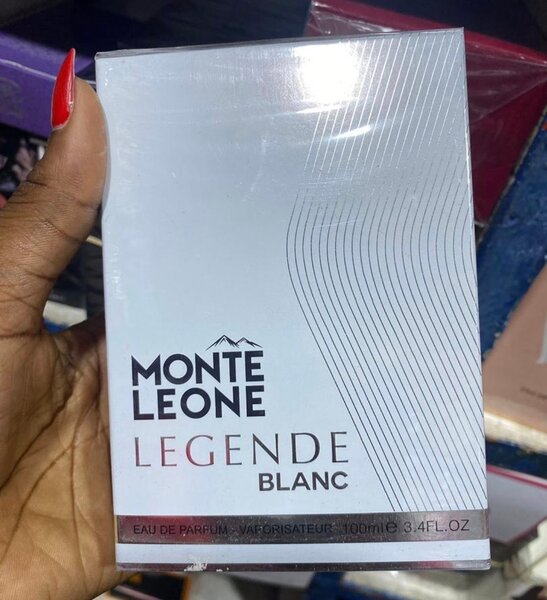 MONTE
LEONE
LEGENDE
BLANC
EAU DE PARFUM - VAPORISATEUR 100ml e 3.4FL.OZ